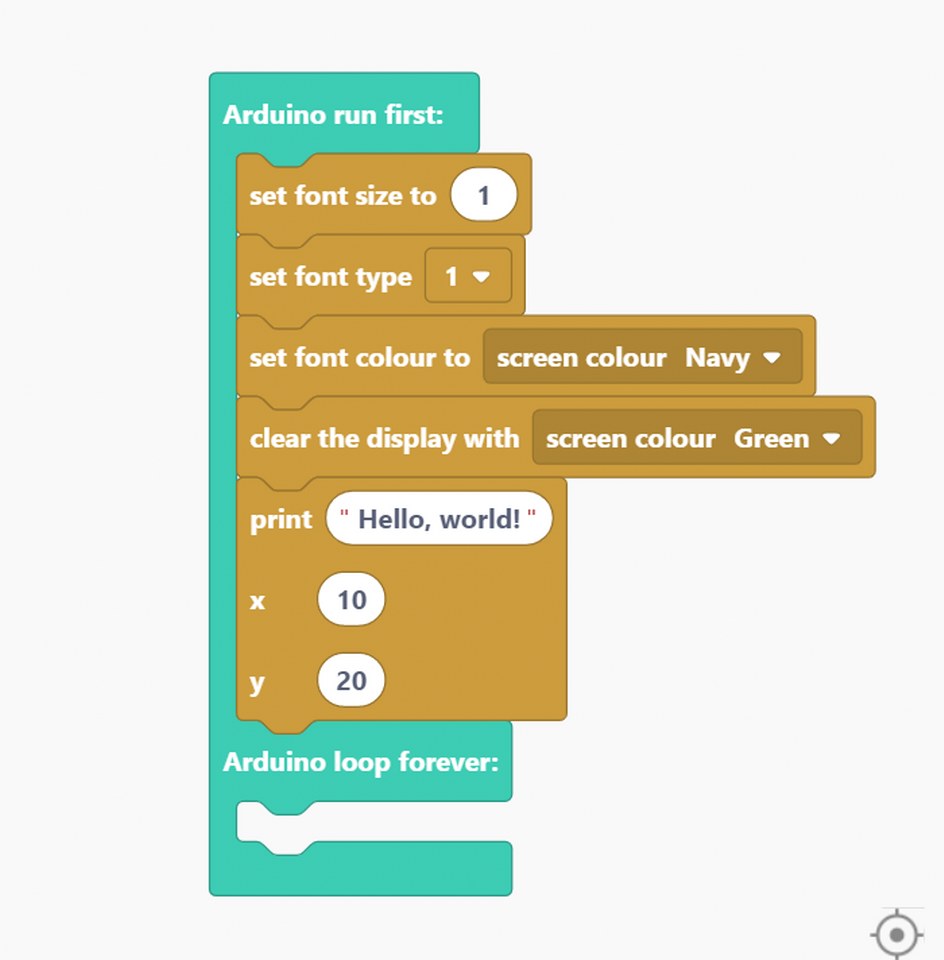 Arduino run first:
set font size to 1
set font type 1
set font colour to screen colour Navy
clear the display with screen colour Green
print " Hello, world! "
x 10
y 20
Arduino loop forever: